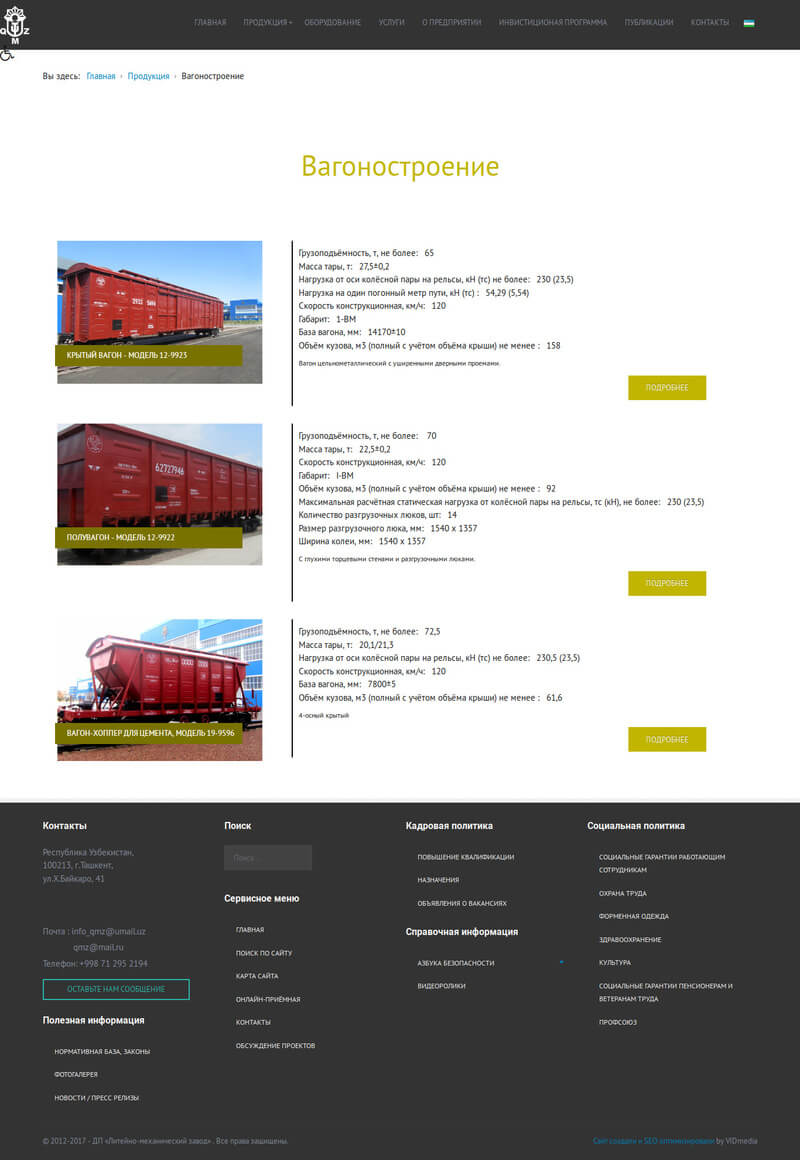 QMZ
ГЛАВНАЯ ПРОДУКЦИЯ ОБОРУДОВАНИЕ УСЛУГИ О ПРЕДПРИЯТИИ ИНВИСТИЦИОНАЯ ПРОГРАММА ПУБЛИКАЦИИ КОНТАКТЫ
Вы здесь: Главная › Продукция › Вагоностроение
Вагоностроение
62727946
КРЫТЫЙ ВАГОН - МОДЕЛЬ 12-9923
Грузоподъёмность, т, не более: 65
Масса тары, т: 27,5±0,2
Нагрузка от оси колёсной пары на рельсы, кН (тс) не более: 230 (23,5)
Нагрузка на один погонный метр пути, кН (тс) : 54,29 (5,54)
Скорость конструкционная, км/ч: 120
Габарит: 1-ВМ
База вагона, мм: 14170±10
Объём кузова, м3 (полный с учётом объёма крыши) не менее : 158
Вагон цельнометаллический с уширенными дверными проемами.
ПОДРОБНЕЕ
ПОЛУВАГОН - МОДЕЛЬ 12-9922
Грузоподъёмность, т, не более: 70
Масса тары, т: 22,5±0,2
Скорость конструкционная, км/ч: 120
Габарит: I-ВМ
Объём кузова, м3 (полный с учётом объёма крыши) не менее : 92
Максимальная расчётная статическая нагрузка от колёсной пары на рельсы, тс (кН), не более: 230 (23,5)
Количество разгрузочных люков, шт: 14
Размер разгрузочного люка, мм: 1540 x 1357
Ширина колеи, мм: 1540 x 1357
С глухими торцевыми стенами и разгрузочными люками.
ПОДРОБНЕЕ
ВАГОН-ХОППЕР ДЛЯ ЦЕМЕНТА, МОДЕЛЬ 19-9596
Грузоподъёмность, т, не более: 72,5
Масса тары, т: 20,1/21,3
Нагрузка от оси колёсной пары на рельсы, кН (тс) не более: 230,5 (23,5)
Скорость конструкционная, км/ч: 120
База вагона, мм: 7800±5
Объём кузова, м3 (полный с учётом объёма крыши) не менее : 61,6
4-осный крытый
ПОДРОБНЕЕ
Контакты
Республика Узбекистан,
100213, г.Ташкент,
ул.Х.Байкаро, 41
Почта : info_qmz@umail.uz
qmz@mail.ru
Телефон: +998 71 295 2194
ОСТАВЬТЕ НАМ СООБЩЕНИЕ
Полезная информация
НОРМАТИВНАЯ БАЗА, ЗАКОНЫ
ФОТОГАЛЕРЕЯ
НОВОСТИ / ПРЕСС РЕЛИЗЫ
Поиск
Поиск...
Сервисное меню
ГЛАВНАЯ
ПОИСК ПО САЙТУ
КАРТА САЙТА
ОНЛАЙН-ПРИЁМНАЯ
КОНТАКТЫ
ОБСУЖДЕНИЕ ПРОЕКТОВ
Кадровая политика
ПОВЫШЕНИЕ КВАЛИФИКАЦИИ
НАЗНАЧЕНИЯ
ОБЪЯВЛЕНИЯ О ВАКАНСИЯХ
Справочная информация
АЗБУКА БЕЗОПАСНОСТИ
ВИДЕОРОЛИКИ
Социальная политика
СОЦИАЛЬНЫЕ ГАРАНТИИ РАБОТАЮЩИМ
СОТРУДНИКАМ
ОХРАНА ТРУДА
ФОРМЕННАЯ ОДЕЖДА
ЗДРАВООХРАНЕНИЕ
КУЛЬТУРА
СОЦИАЛЬНЫЕ ГАРАНТИИ ПЕНСИОНЕРАМ И
ВЕТЕРАНАМ ТРУДА
ПРОФСОЮЗ
© 2012-2017 - ДП «Литейно-механический завод» . Все права защищены.
Сайт создали и SEO оптимизировали by VIDmedia